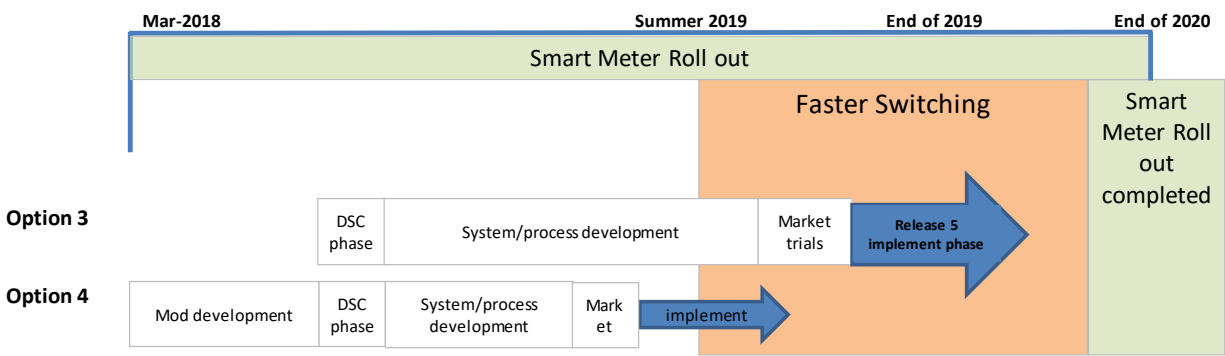 Mar-2018
Summer 2019
End of 2019
End of 2020
Smart Meter Roll out
Faster Switching
Smart
Meter Roll
out
completed
Option 3
DSC
phase
System/process development
Market
trials
Release 5
implement phase
Option 4
Mod development
DSC
phase
System/process
development
Mark
et
implement